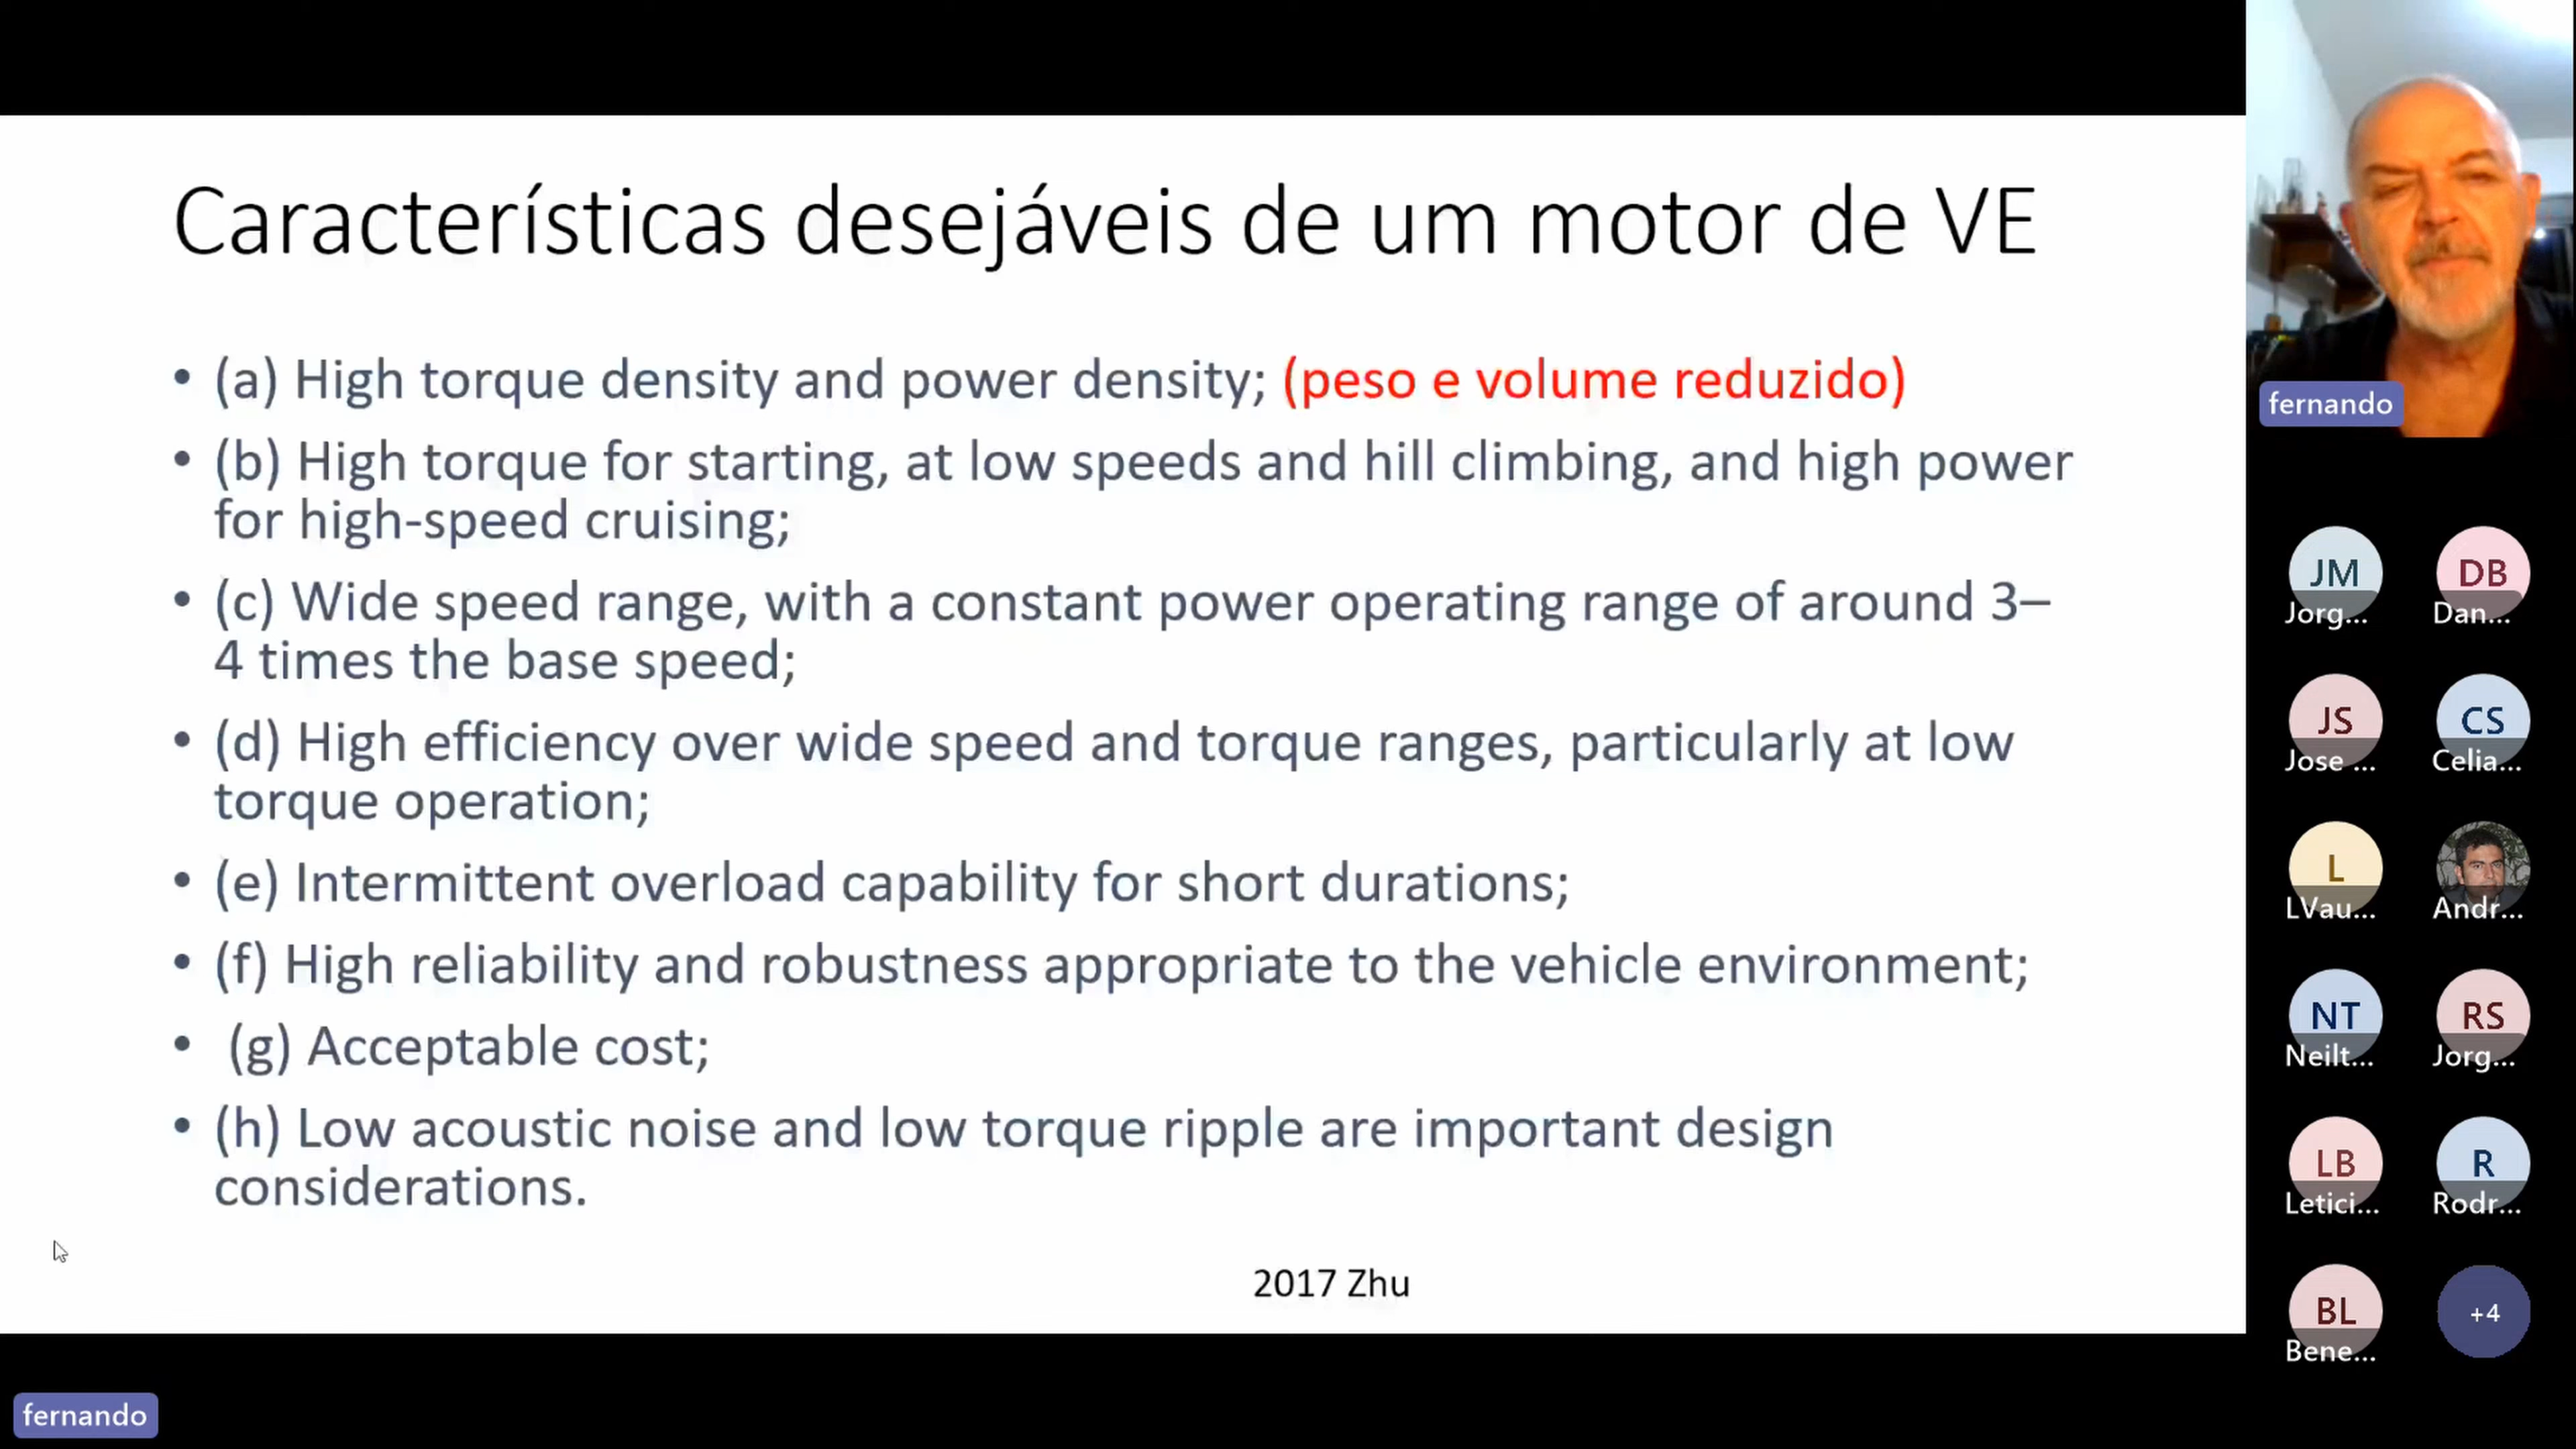 Características desejáveis de um motor de VE
• (a) High torque density and power density; (peso e volume reduzido)
• (b) High torque for starting, at low speeds and hill climbing, and high power
for high-speed cruising;
• (c) Wide speed range, with a constant power operating range of around 3–
4 times the base speed;
• (d) High efficiency over wide speed and torque ranges, particularly at low
torque operation;
• (e) Intermittent overload capability for short durations;
• (f) High reliability and robustness appropriate to the vehicle environment;
• (g) Acceptable cost;
• (h) Low acoustic noise and low torque ripple are important design
considerations.
2017 Zhu
fernando
fernando
JM
Jorg...
DB
Dan...
JS
Jose ...
CS
Celia...
L
LVau...
Andr...
NT
Neilt...
RS
Jorg...
LB
Letici...
R
Rodr...
BL
Bene...
+4